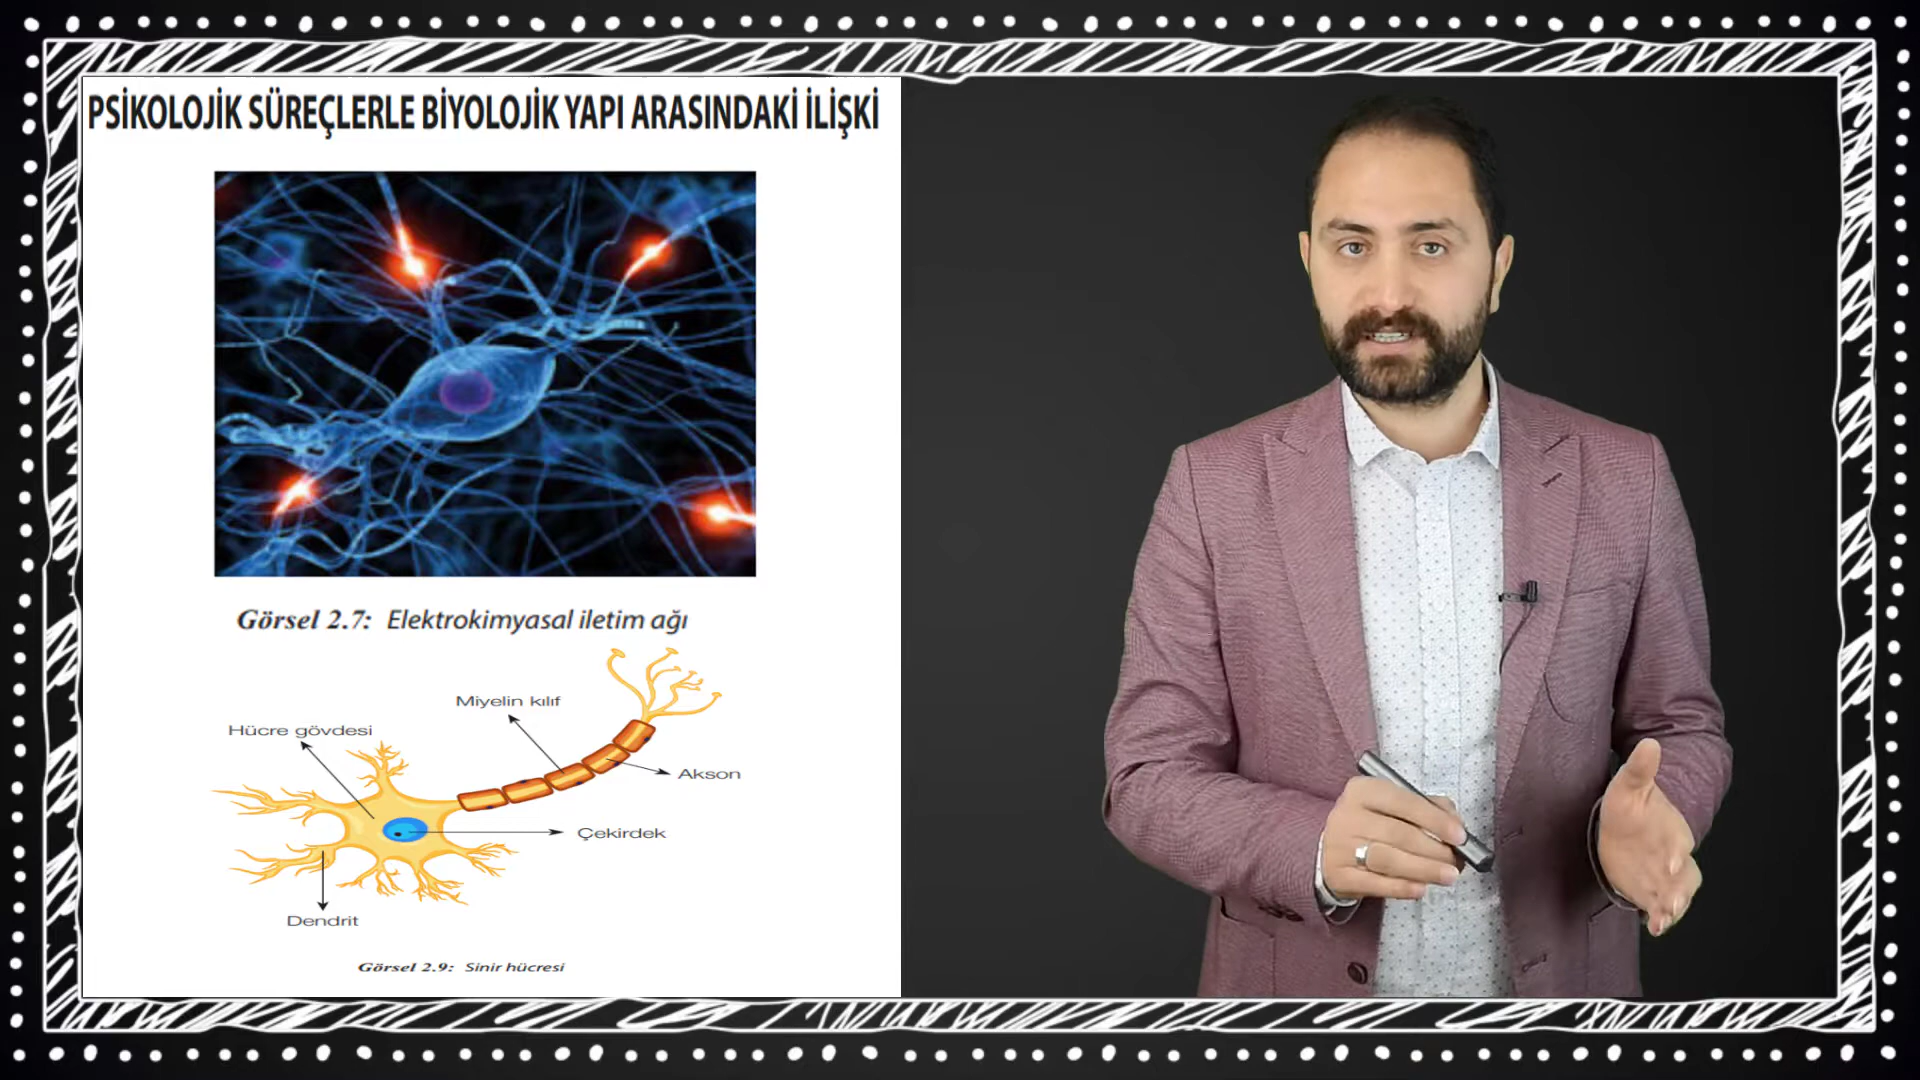 PSİKOLOJİK SÜREÇLERLE BİYOLOJİK YAPI ARASINDAKİ İLİŞKİ
Görsel 2.7: Elektrokimyasal iletim ağı
Miyelin kılıf
Hücre gövdesi
Akson
Çekirdek
Dendrit
Görsel 2.9: Sinir hücresi